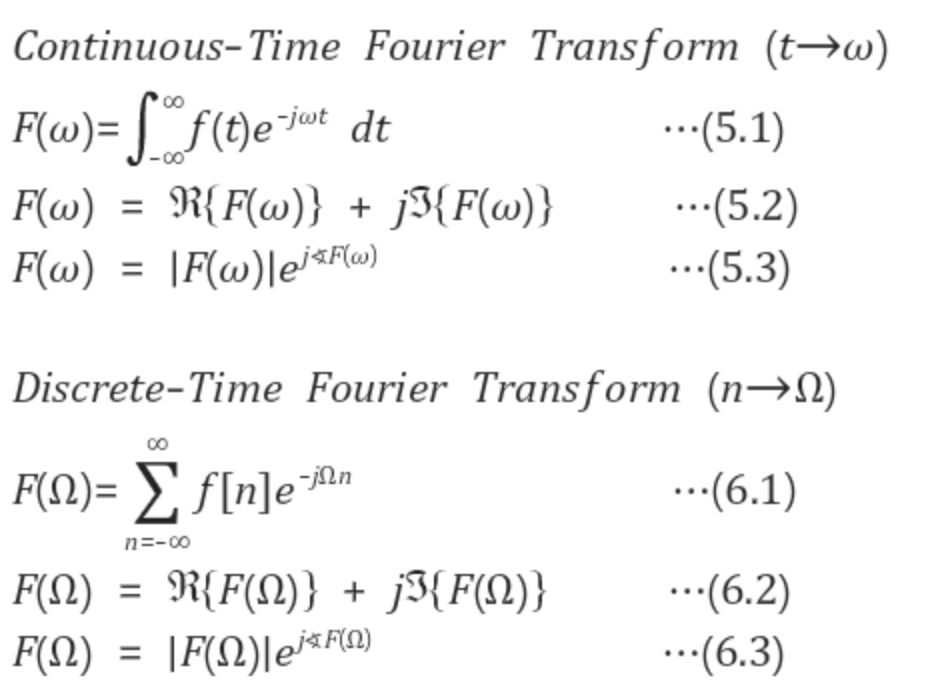 Continuous-Time Fourier Transform (t→ω)
F(ω)=∫_{-∞}^{∞} f(t)e^{-jωt} dt ⋯(5.1)
F(ω) = ℜ{F(ω)} + jℑ{F(ω)} ⋯(5.2)
F(ω) = |F(ω)|e^{j∢F(ω)} ⋯(5.3)
Discrete-Time Fourier Transform (n→Ω)
F(Ω)=∑_{n=-∞}^{∞} f[n]e^{-jΩn} ⋯(6.1)
F(Ω) = ℜ{F(Ω)} + jℑ{F(Ω)} ⋯(6.2)
F(Ω) = |F(Ω)|e^{j∢F(Ω)} ⋯(6.3)